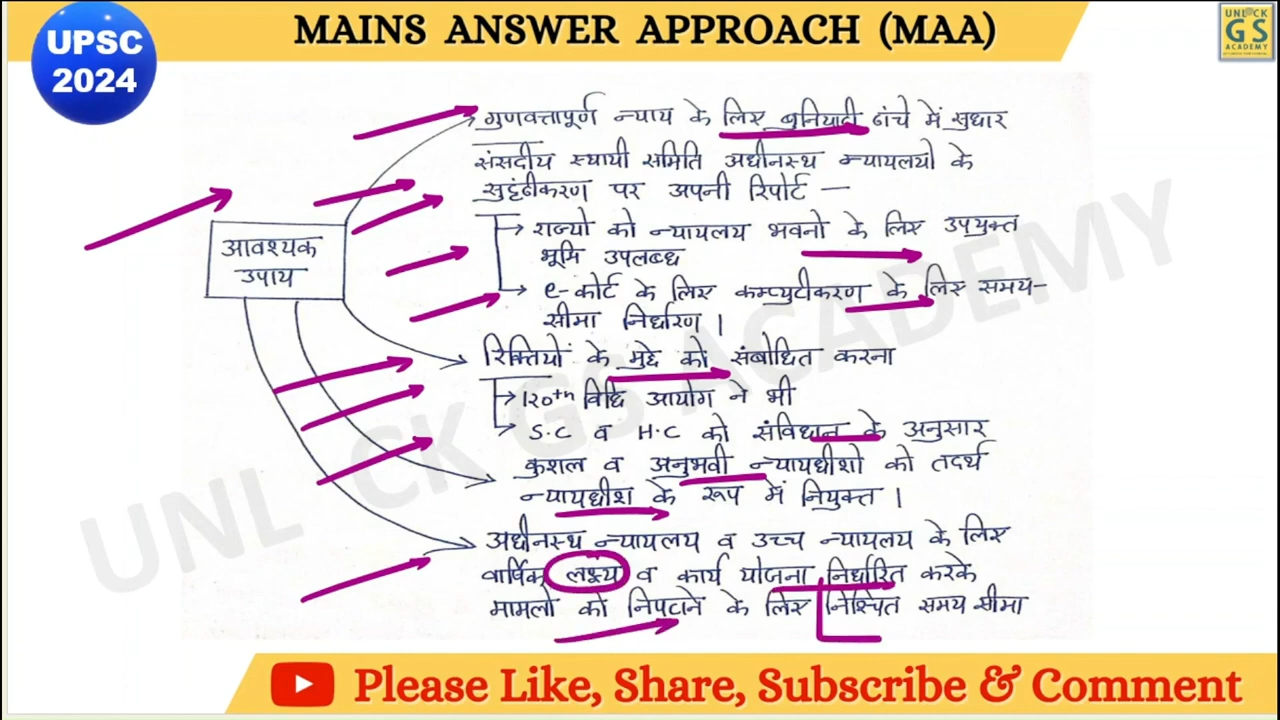 MAINS ANSWER APPROACH (MAA)
UNLOCK
GS
ACADEMY
UPSC
2024
गुणवत्तापूर्ण न्याय के लिए बुनियादी ढांचे में सुधार
संसदीय स्थायी समिति अधीनस्थ न्यायलयो के
सुदृंढीकरण पर अपनी रिपोर्ट –
राज्यो को न्यायलय भवनो के लिए उपयुक्त
भूमि उपलब्ध
आवश्यक
उपाय
e-कोर्ट के लिए कम्प्युटीकरण के लिए समय-
सीमा निर्धारण ।
रिक्तियों के मुद्दे को संबोधित करना
120th विधि आयोग ने भी
S.C व H.C को संविधान के अनुसार
कुशल व अनुभवी न्यायधीशो को तदर्थ
न्यायधीश के रूप में नियुक्त ।
अधीनस्थ न्यायलय व उच्च न्यायलय के लिए
वार्षिक लक्ष्य व कार्य योजना निर्धारित करके
मामलो को निपटाने के लिए निश्चित समय सीमा
UNL CK GS ACADEMY
Please Like, Share, Subscribe & Comment